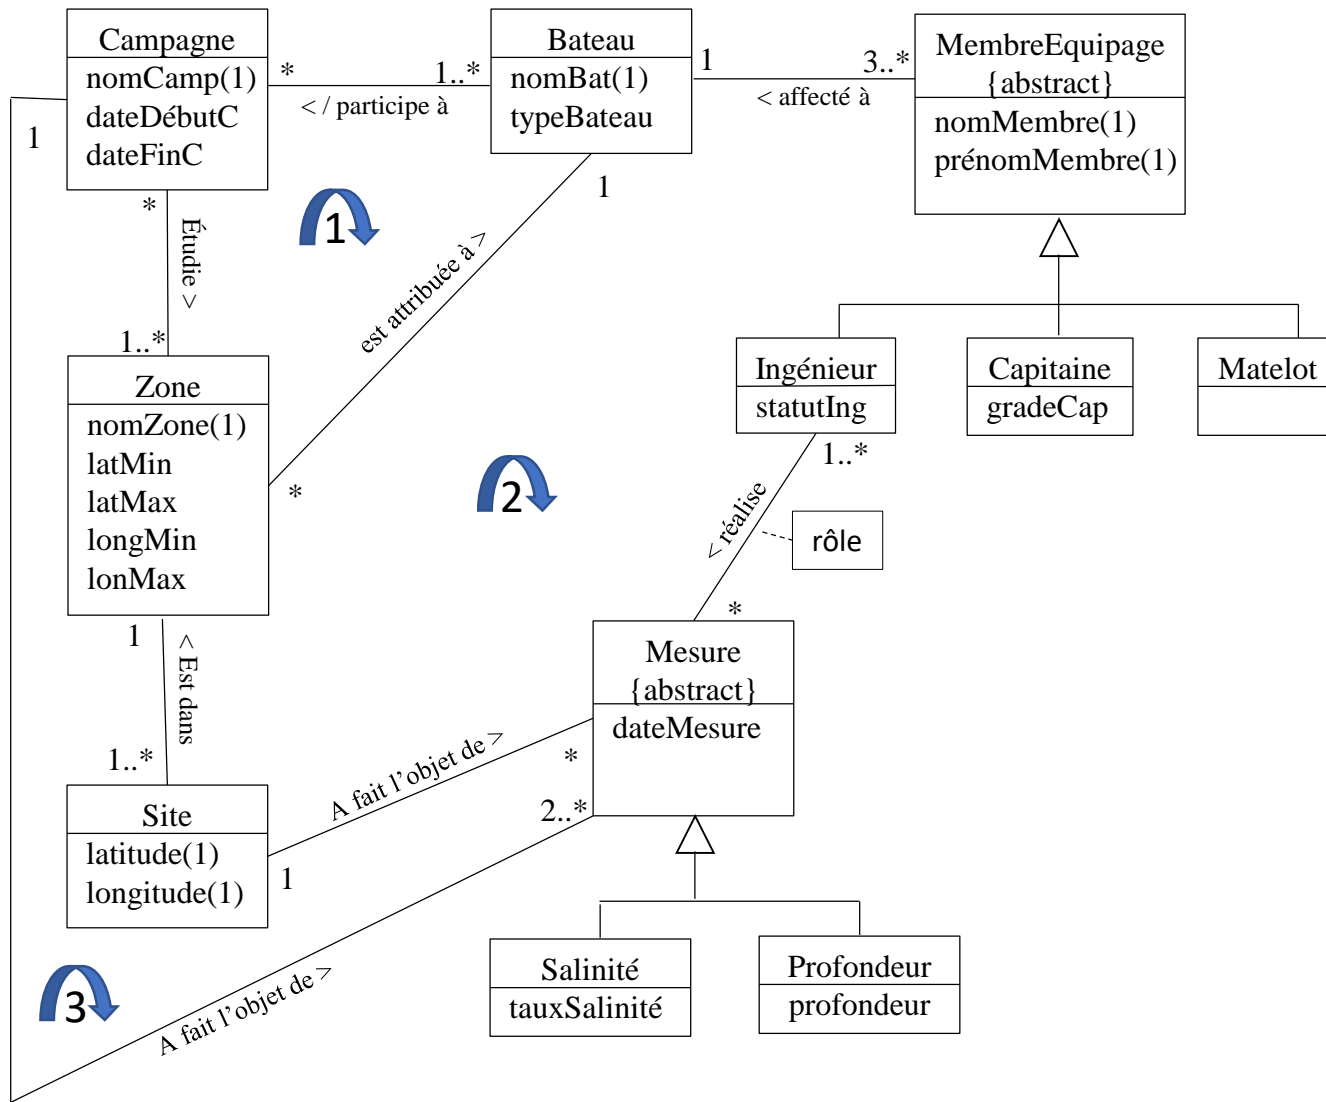 Campagne
nomCamp(1)
dateDébutC
dateFinC
*
1..*
< / participe à
Bateau
nomBat(1)
typeBateau
1
3..*
< affecté à
MembreEquipage
{abstract}
nomMembre(1)
prénomMembre(1)
1
*
Étudie >
1..*
1
1
est attribuée à >
*
Zone
nomZone(1)
latMin
latMax
longMin
lonMax
Ingénieur
statutIng
Capitaine
gradeCap
Matelot
1..*
< réalise
rôle
*
2
1
< Est dans
1..*
Mesure
{abstract}
dateMesure
A fait l’objet de >
*
2..*
Site
latitude(1)
longitude(1)
1
A fait l’objet de >
3
Salinité
tauxSalinité
Profondeur
profondeur